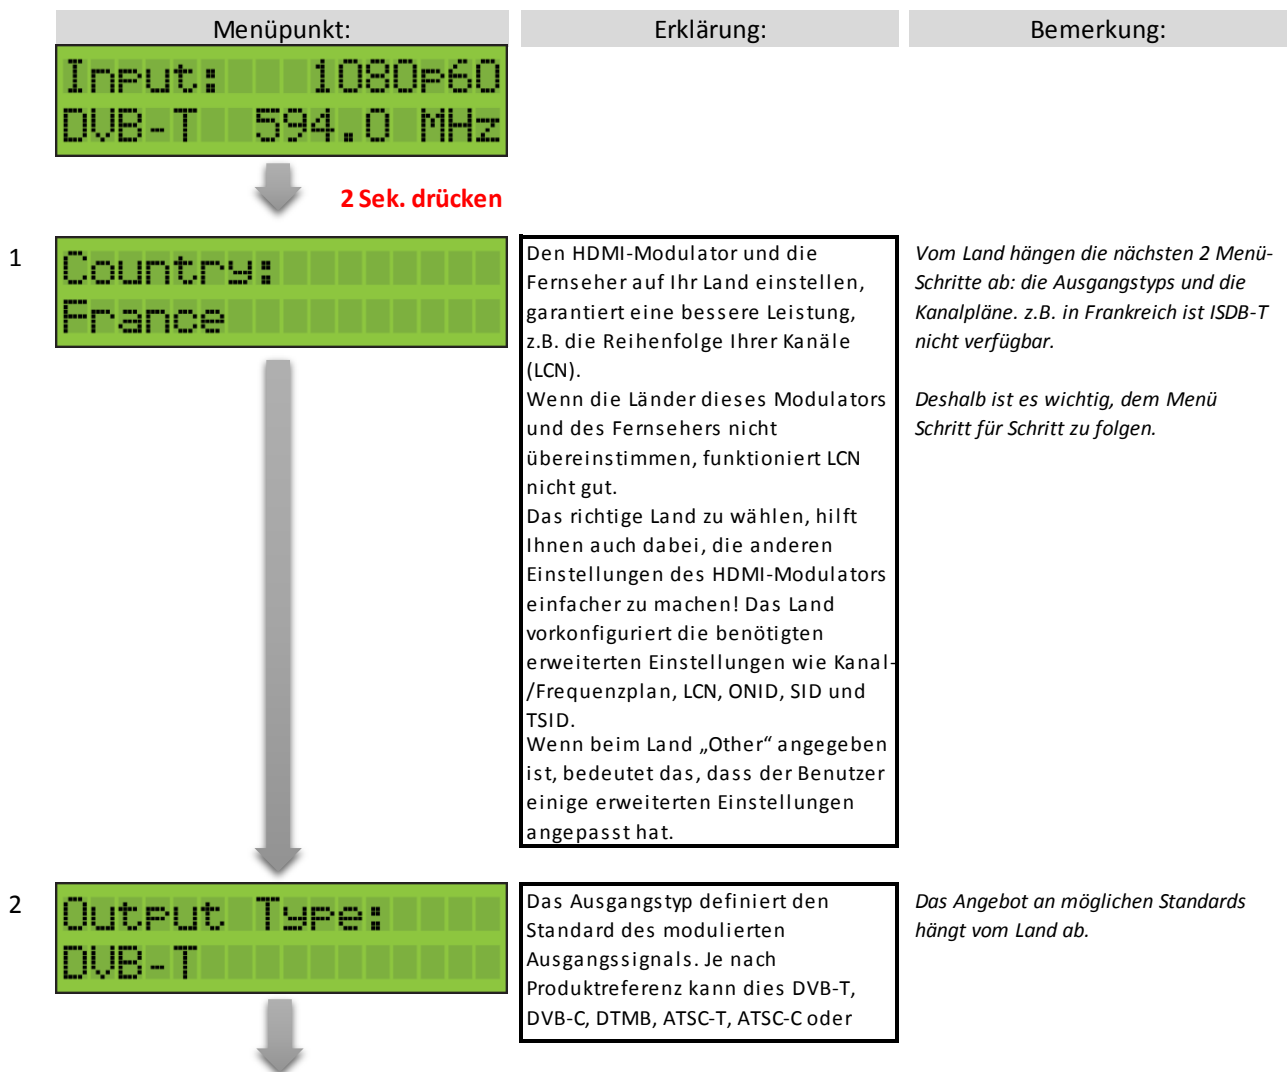 Menüpunkt:
Erklärung:
Bemerkung:
Input: 1080p60
DVB-T 594.0 MHz
2 Sek. drücken
1
Country:
France
Den HDMI-Modulator und die
Fernseher auf Ihr Land einstellen,
garantiert eine bessere Leistung,
z.B. die Reihenfolge Ihrer Kanäle
(LCN).
Wenn die Länder dieses Modulators
und des Fernsehers nicht
übereinstimmen, funktioniert LCN
nicht gut.
Das richtige Land zu wählen, hilft
Ihnen auch dabei, die anderen
Einstellungen des HDMI-Modulators
einfacher zu machen! Das Land
vorkonfiguriert die benötigten
erweiterten Einstellungen wie Kanal-
/Frequenzplan, LCN, ONID, SID und
TSID.
Wenn beim Land „Other“ angegeben
ist, bedeutet das, dass der Benutzer
einige erweiterten Einstellungen
angepasst hat.
Vom Land hängen die nächsten 2 Menü-
Schritte ab: die Ausgangstyps und die
Kanalpläne. z.B. in Frankreich ist ISDB-T
nicht verfügbar.
Deshalb ist es wichtig, dem Menü
Schritt für Schritt zu folgen.
2
Output Type:
DVB-T
Das Ausgangstyp definiert den
Standard des modulierten
Ausgangssignals. Je nach
Produktreferenz kann dies DVB-T,
DVB-C, DTMB, ATSC-T, ATSC-C oder
Das Angebot an möglichen Standards
hängt vom Land ab.